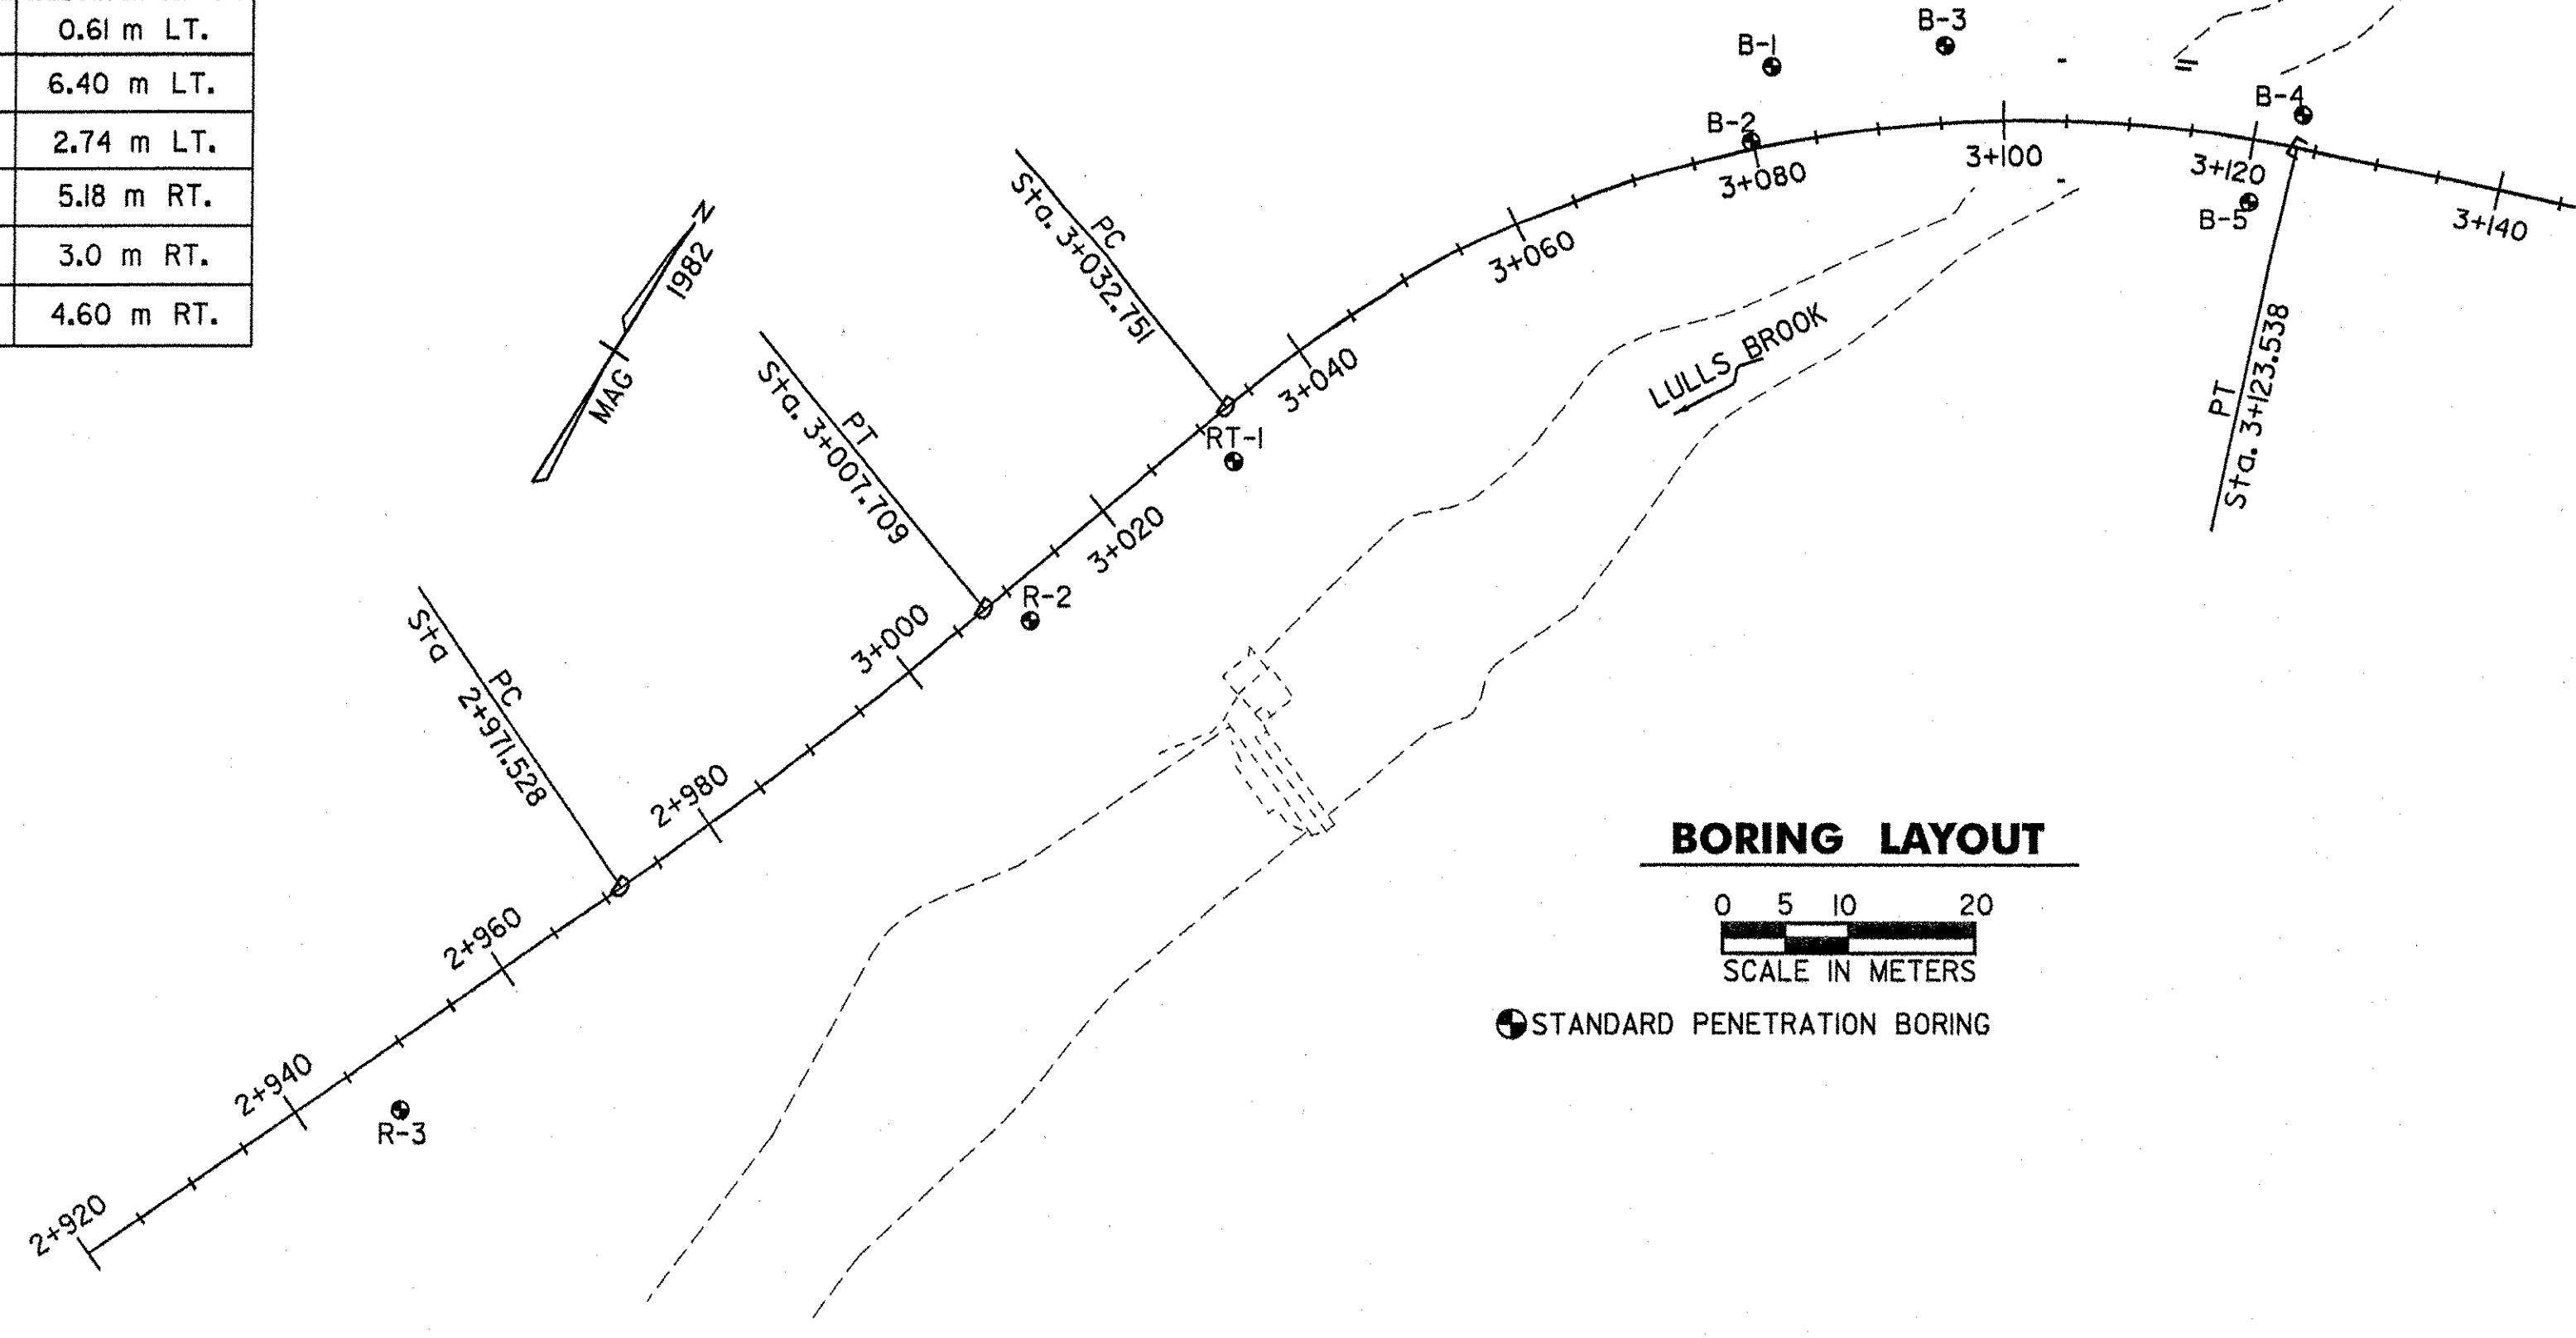 0.61 m LT.
6.40 m LT.
2.74 m LT.
5.18 m RT.
3.0 m RT.
4.60 m RT.
B-1
B-3
B-2
B-4
B-5
3+080
3+100
3+120
3+140
3+060
3+040
PC
Sta. 3+032.751
N
1982
MAG
PT
Sta. 3+007.709
RT-1
LULLS BROOK
PT
Sta. 3+123.538
3+020
R-2
3+000
PC
Sta 2+971.528
2+980
2+960
2+940
R-3
2+920
BORING LAYOUT
0 5 10 20
SCALE IN METERS
STANDARD PENETRATION BORING